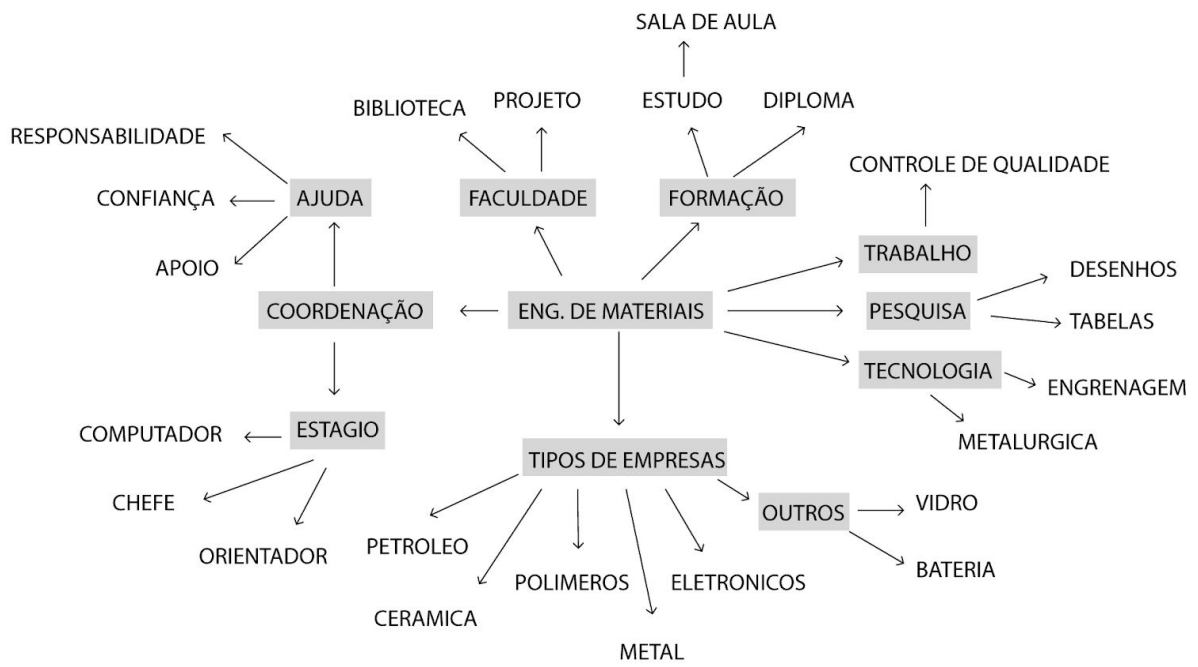 SALA DE AULA
BIBLIOTECA
PROJETO
ESTUDO
DIPLOMA
RESPONSABILIDADE
CONFIANÇA
AJUDA
FACULDADE
FORMAÇÃO
CONTROLE DE QUALIDADE
APOIO
TRABALHO
DESENHOS
COORDENAÇÃO
ENG. DE MATERIAIS
PESQUISA
TABELAS
TECNOLOGIA
ENGRENAGEM
COMPUTADOR
ESTAGIO
METALURGICA
TIPOS DE EMPRESAS
CHEFE
OUTROS
VIDRO
ORIENTADOR
PETROLEO
POLIMEROS
ELETRONICOS
BATERIA
CERAMICA
METAL